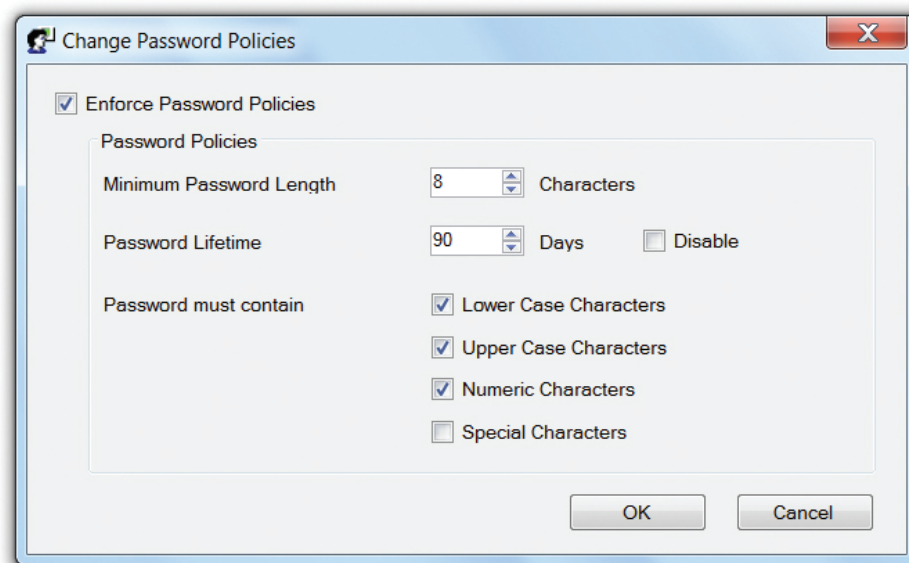 Change Password Policies
Enforce Password Policies
Password Policies
Minimum Password Length 8 Characters
Password Lifetime 90 Days Disable
Password must contain Lower Case Characters
Upper Case Characters
Numeric Characters
Special Characters
OK Cancel